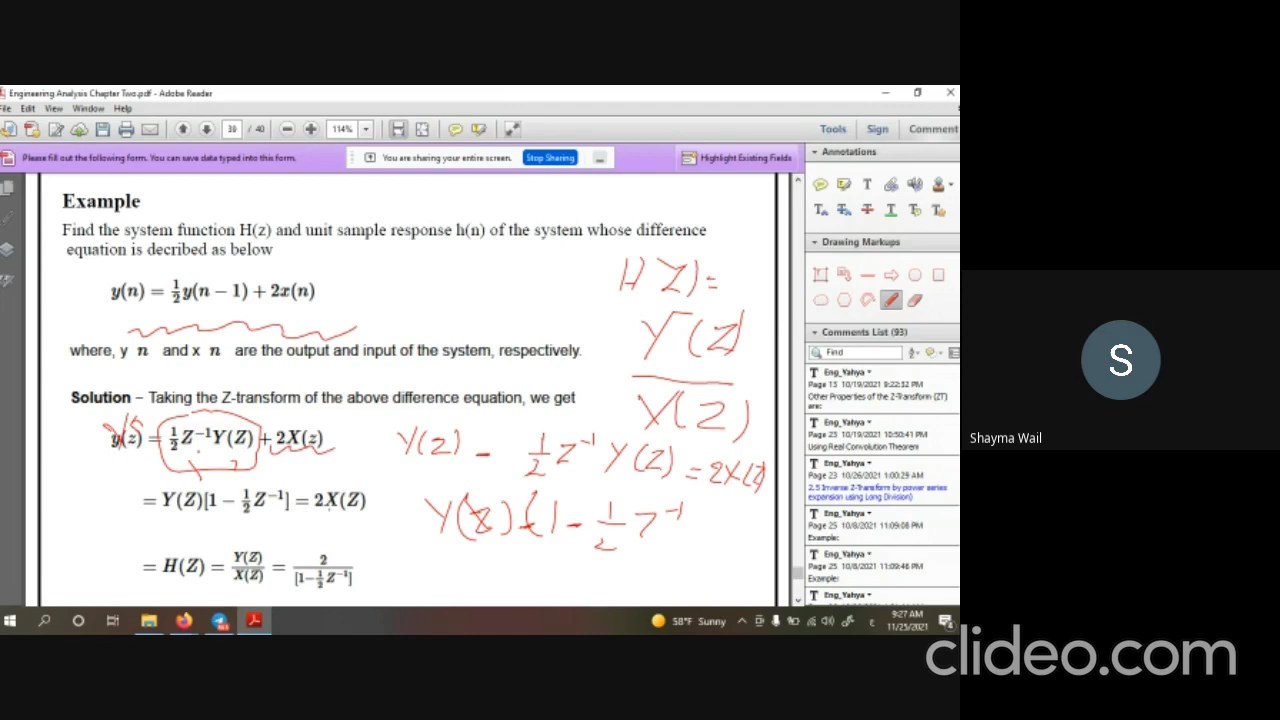 Engineering Analysis Chapter Two.pdf - Adobe Reader
File Edit View Window Help
39 / 40 114% Tools Sign Comment
Please fill out the following form. You can save data typed into this form.
You are sharing your entire screen. Stop Sharing
Highlight Existing Fields
Example
Find the system function H(z) and unit sample response h(n) of the system whose difference
equation is decribed as below
y(n) = ½y(n − 1) + 2x(n)
where, y n and x n are the output and input of the system, respectively.
Solution – Taking the Z-transform of the above difference equation, we get
y(z) = ½Z⁻¹Y(Z) + 2X(z)
= Y(Z)[1 − ½Z⁻¹] = 2X(Z)
= H(Z) = Y(Z)/X(Z) = 2/[1−½Z⁻¹]
H(Z) =
Y(Z)
X(Z)
Y(z) - ½ z⁻¹ Y(z) = 2X(z)
Y(z) (1 - ½ z⁻¹
Annotations
Drawing Markups
Comments List (93)
Find
Eng_Yahya
Page 13 10/19/2021 9:22:32 PM
Other Properties of the Z-Transform (ZT)
are:
Eng_Yahya
Page 23 10/19/2021 10:50:41 PM
Using Real Convolution Theorem
Eng_Yahya
Page 23 10/26/2021 1:00:29 AM
2.5 Inverse Z-Transform by power series
expansion using Long Division)
Eng_Yahya
Page 25 10/8/2021 11:09:08 PM
Example:
Eng_Yahya
Page 25 10/8/2021 11:09:46 PM
Example:
Eng_Yahya
58°F Sunny
9:27 AM
11/25/2021
S
Shayma Wail
clideo.com